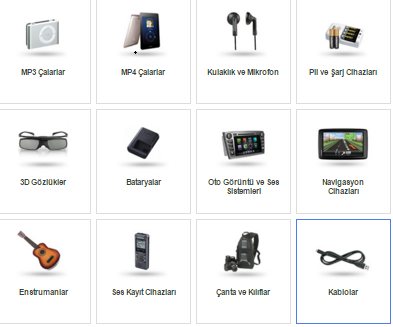 MP3 Çalarlar
MP4 Çalarlar
Kulaklık ve Mikrofon
Pil ve Şarj Cihazları
3D Gözlükler
Bataryalar
Oto Görüntü ve Ses
Sistemleri
Navigasyon
Cihazları
Enstrumanlar
Ses Kayıt Cihazları
Çanta ve Kılıflar
Kablolar